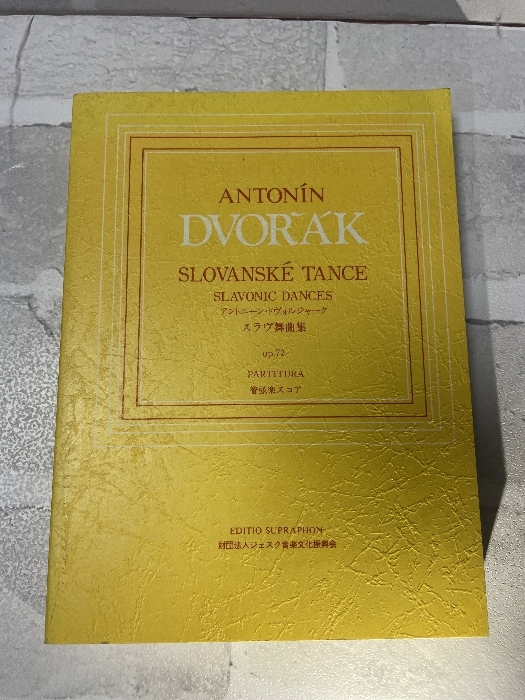 ANTONÍN
DVOŘÁK
SLOVANSKÉ TANCE
SLAVONIC DANCES
アントニーン・ドヴォルジャーク
スラヴ舞曲集
op.72
PARTITURA
管弦楽スコア
EDITIO SUPRAPHON
財団法人ジェスク音楽文化振興会